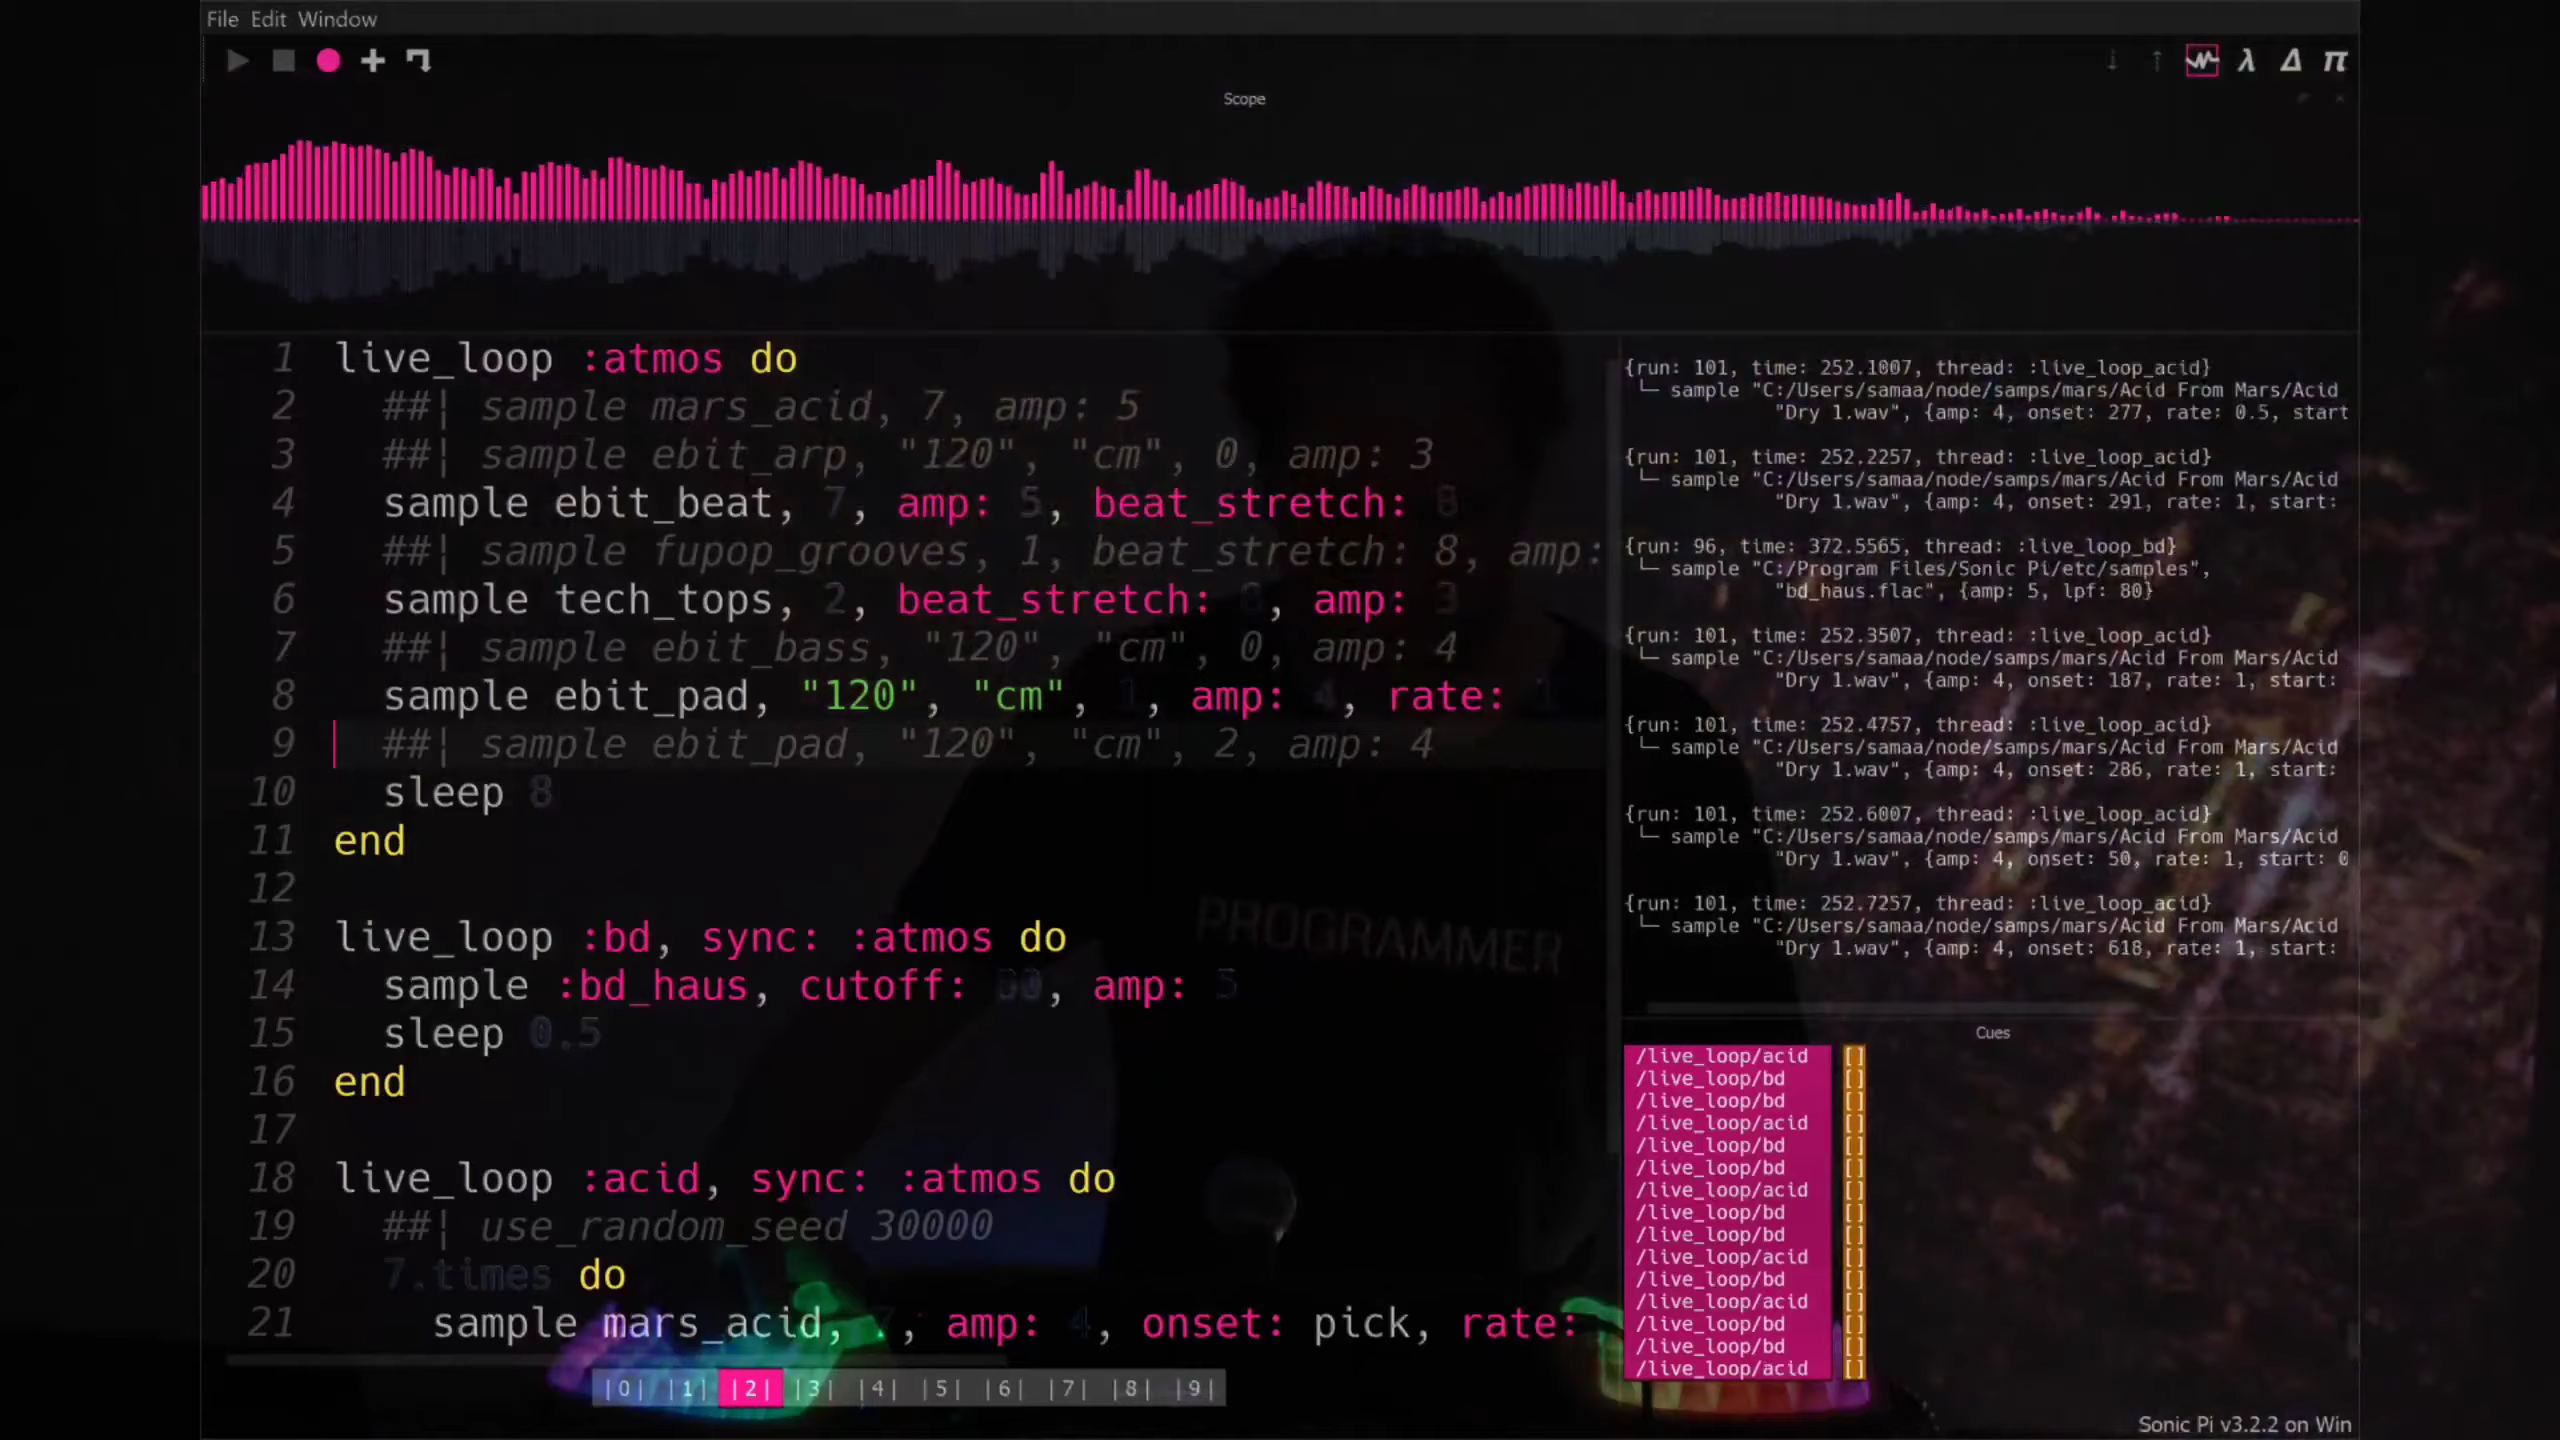 File Edit Window
λ Δ π
Scope
1 live_loop :atmos do
2 ##| sample mars_acid, 7, amp: 5
3 ##| sample ebit_arp, "120", "cm", 0, amp: 3
4 sample ebit_beat, 7, amp: 5, beat_stretch: 8
5 ##| sample fupop_grooves, 1, beat_stretch: 8, amp:
6 sample tech_tops, 2, beat_stretch: , amp: 3
7 ##| sample ebit_bass, "120", "cm", 0, amp: 4
8 sample ebit_pad, "120", "cm", 1, amp: 4, rate: 1
9 ##| sample ebit_pad, "120", "cm", 2, amp: 4
10 sleep 8
11 end
12
13 live_loop :bd, sync: :atmos do
14 sample :bd_haus, cutoff: , amp: 5
15 sleep 0.5
16 end
17
18 live_loop :acid, sync: :atmos do
19 ##| use_random_seed 30000
20 7.times do
21 sample mars_acid, , amp: 4, onset: pick, rate:
{run: 101, time: 252.1007, thread: :live_loop_acid}
└─ sample "C:/Users/samaa/node/samps/mars/Acid From Mars/Acid
"Dry 1.wav", {amp: 4, onset: 277, rate: 0.5, start
{run: 101, time: 252.2257, thread: :live_loop_acid}
└─ sample "C:/Users/samaa/node/samps/mars/Acid From Mars/Acid
"Dry 1.wav", {amp: 4, onset: 291, rate: 1, start:
{run: 96, time: 372.5565, thread: :live_loop_bd}
└─ sample "C:/Program Files/Sonic Pi/etc/samples",
"bd_haus.flac", {amp: 5, lpf: 80}
{run: 101, time: 252.3507, thread: :live_loop_acid}
└─ sample "C:/Users/samaa/node/samps/mars/Acid From Mars/Acid
"Dry 1.wav", {amp: 4, onset: 187, rate: 1, start:
{run: 101, time: 252.4757, thread: :live_loop_acid}
└─ sample "C:/Users/samaa/node/samps/mars/Acid From Mars/Acid
"Dry 1.wav", {amp: 4, onset: 286, rate: 1, start:
{run: 101, time: 252.6007, thread: :live_loop_acid}
└─ sample "C:/Users/samaa/node/samps/mars/Acid From Mars/Acid
"Dry 1.wav", {amp: 4, onset: 50, rate: 1, start: 0
{run: 101, time: 252.7257, thread: :live_loop_acid}
└─ sample "C:/Users/samaa/node/samps/mars/Acid From Mars/Acid
"Dry 1.wav", {amp: 4, onset: 618, rate: 1, start:
PROGRAMMER
Cues
/live_loop/acid []
/live_loop/bd []
/live_loop/bd []
/live_loop/acid []
/live_loop/bd []
/live_loop/bd []
/live_loop/acid []
/live_loop/bd []
/live_loop/bd []
/live_loop/acid []
/live_loop/bd []
/live_loop/acid []
/live_loop/bd []
/live_loop/bd []
/live_loop/acid []
|0| |1| |2| |3| |4| |5| |6| |7| |8| |9|
Sonic Pi v3.2.2 on Win